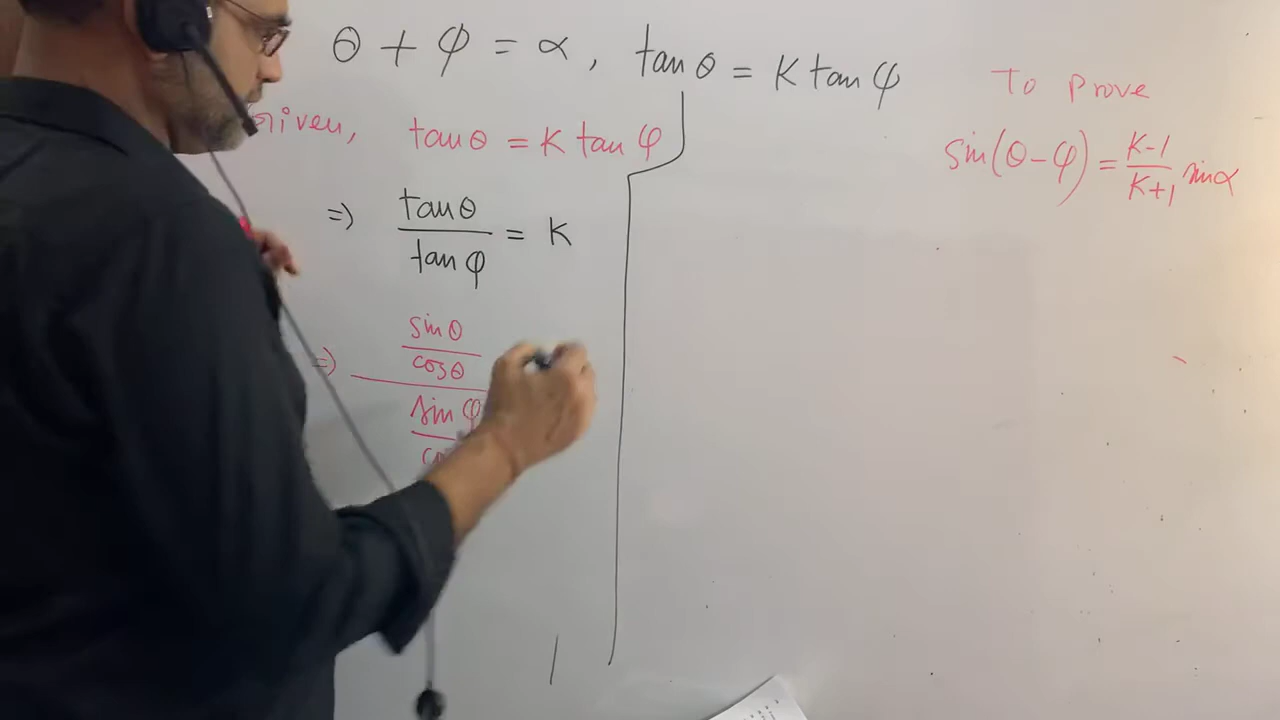 θ + φ = α, tan θ = K tan φ
Given, tan θ = K tan φ
To prove
sin(θ-φ) = K-1/K+1 sin α
⇒ tan θ/tan φ = K
⇒ sin θ
cos θ
sin φ